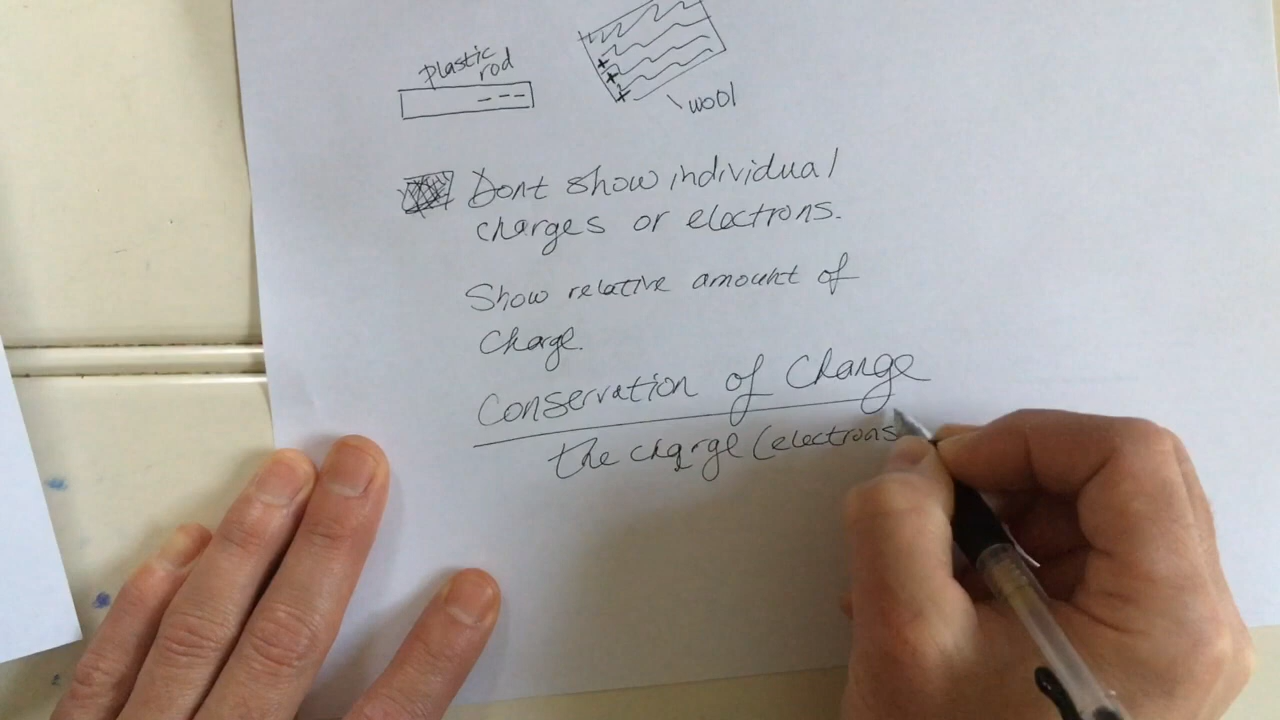 plastic
rod
wool
Dont show individual
charges or electrons.
Show relative amount of
charge.
Conservation of Charge
the charge (electrons